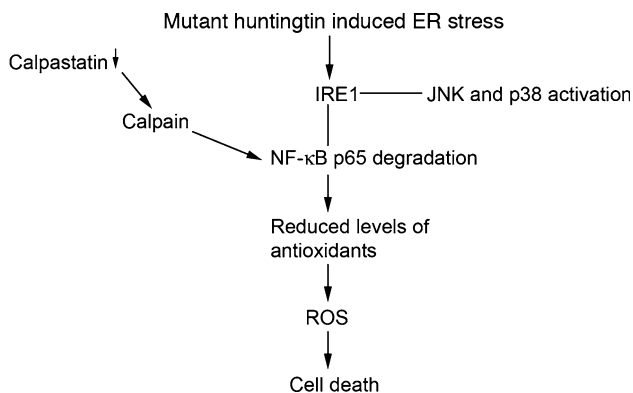 Mutant huntingtin induced ER stress
Calpastatin
IRE1
JNK and p38 activation
Calpain
NF-κB p65 degradation
Reduced levels of
antioxidants
ROS
Cell death